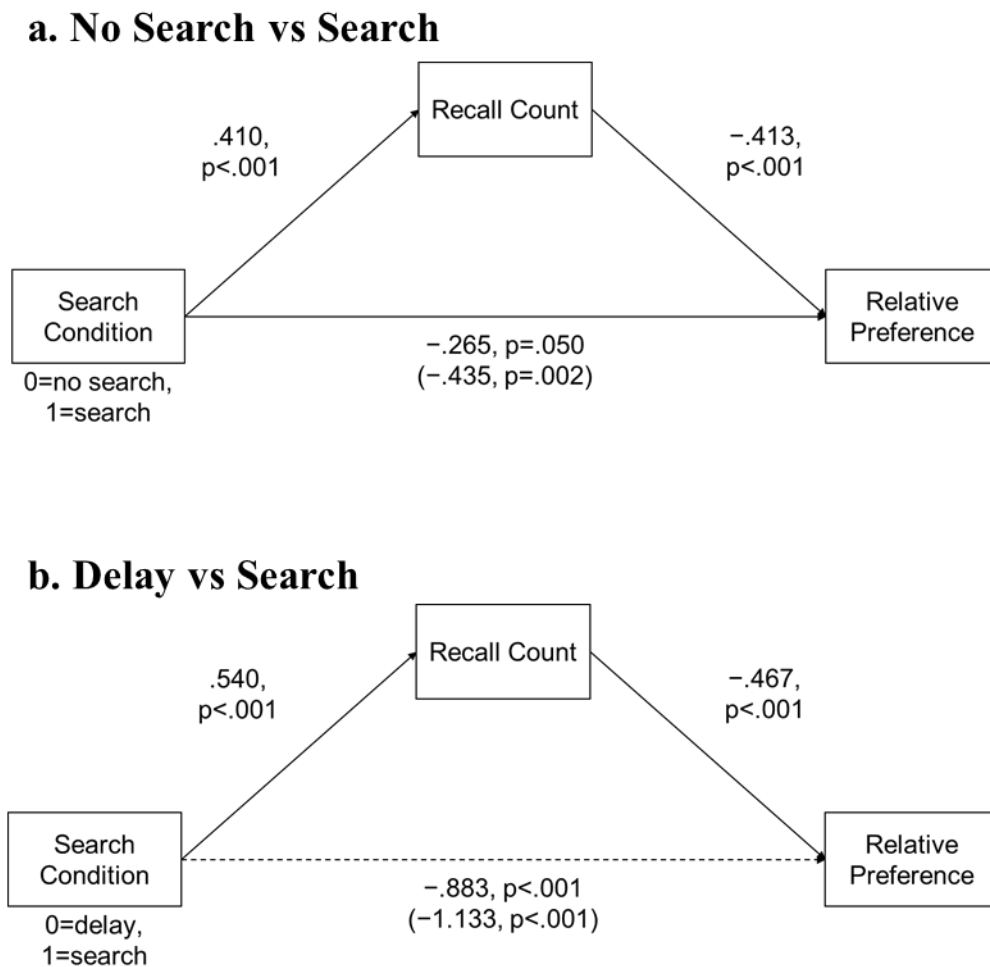 a. No Search vs Search
Recall Count
.410,
p<.001
−.413,
p<.001
Search
Condition
Relative
Preference
−.265, p=.050
(−.435, p=.002)
0=no search,
1=search
b. Delay vs Search
Recall Count
.540,
p<.001
−.467,
p<.001
Search
Condition
Relative
Preference
−.883, p<.001
(−1.133, p<.001)
0=delay,
1=search